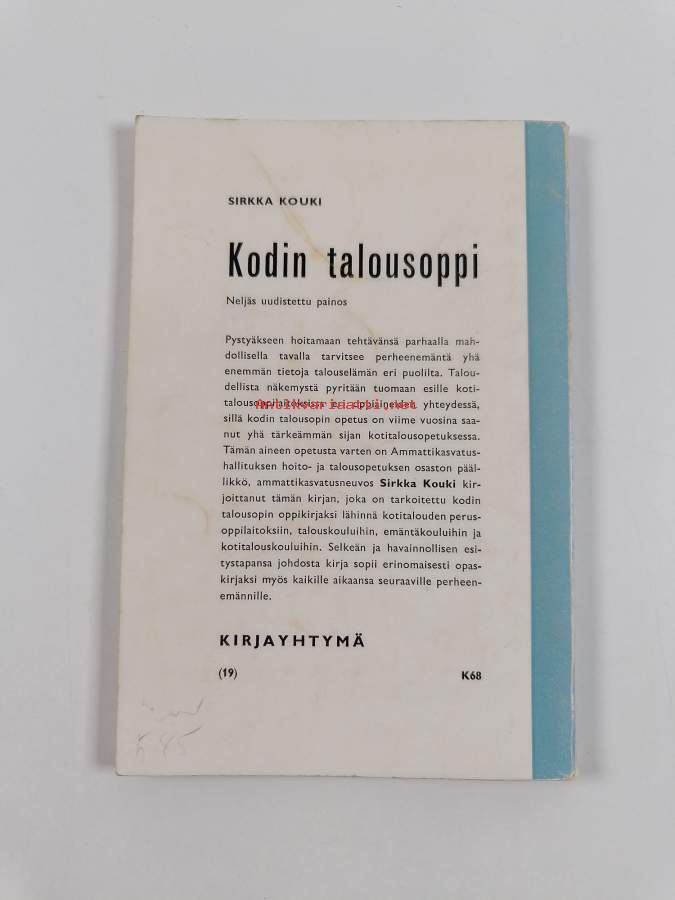 SIRKKA KOUKI
Kodin talousoppi
Neljäs uudistettu painos
Pystyäkseen hoitamaan tehtävänsä parhaalla mah-
dollisella tavalla tarvitsee perheenemäntä yhä
enemmän tietoja talouselämän eri puolilta. Talou-
dellista näkemystä pyritään tuomaan esille koti-
talousoppilaitoksissa eri oppiaineiden yhteydessä,
Antikvariaatti.net
sillä kodin talousopin opetus on viime vuosina saa-
nut yhä tärkeämmän sijan kotitalousopetuksessa.
Tämän aineen opetusta varten on Ammattikasvatus-
hallituksen hoito- ja talousopetuksen osaston pääl-
likkö, ammattikasvatusneuvos Sirkka Kouki kir-
joittanut tämän kirjan, joka on tarkoitettu kodin
talousopin oppikirjaksi lähinnä kotitalouden perus-
oppilaitoksiin, talouskouluihin, emäntäkouluihin ja
kotitalouskouluihin. Selkeän ja havainnollisen esi-
tystapansa johdosta kirja sopii erinomaisesti opas-
kirjaksi myös kaikille aikaansa seuraaville perheen-
emännille.
KIRJAYHTYMÄ
(19) K68